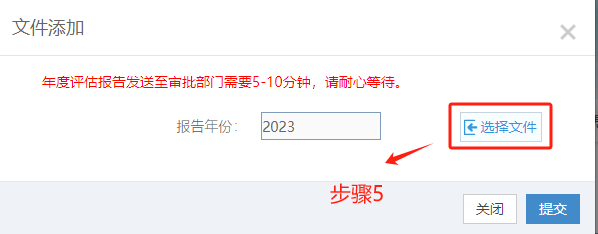 文件添加
年度评估报告发送至审批部门需要5-10分钟，请耐心等待。
报告年份： 2023 选择文件
步骤5
关闭 提交